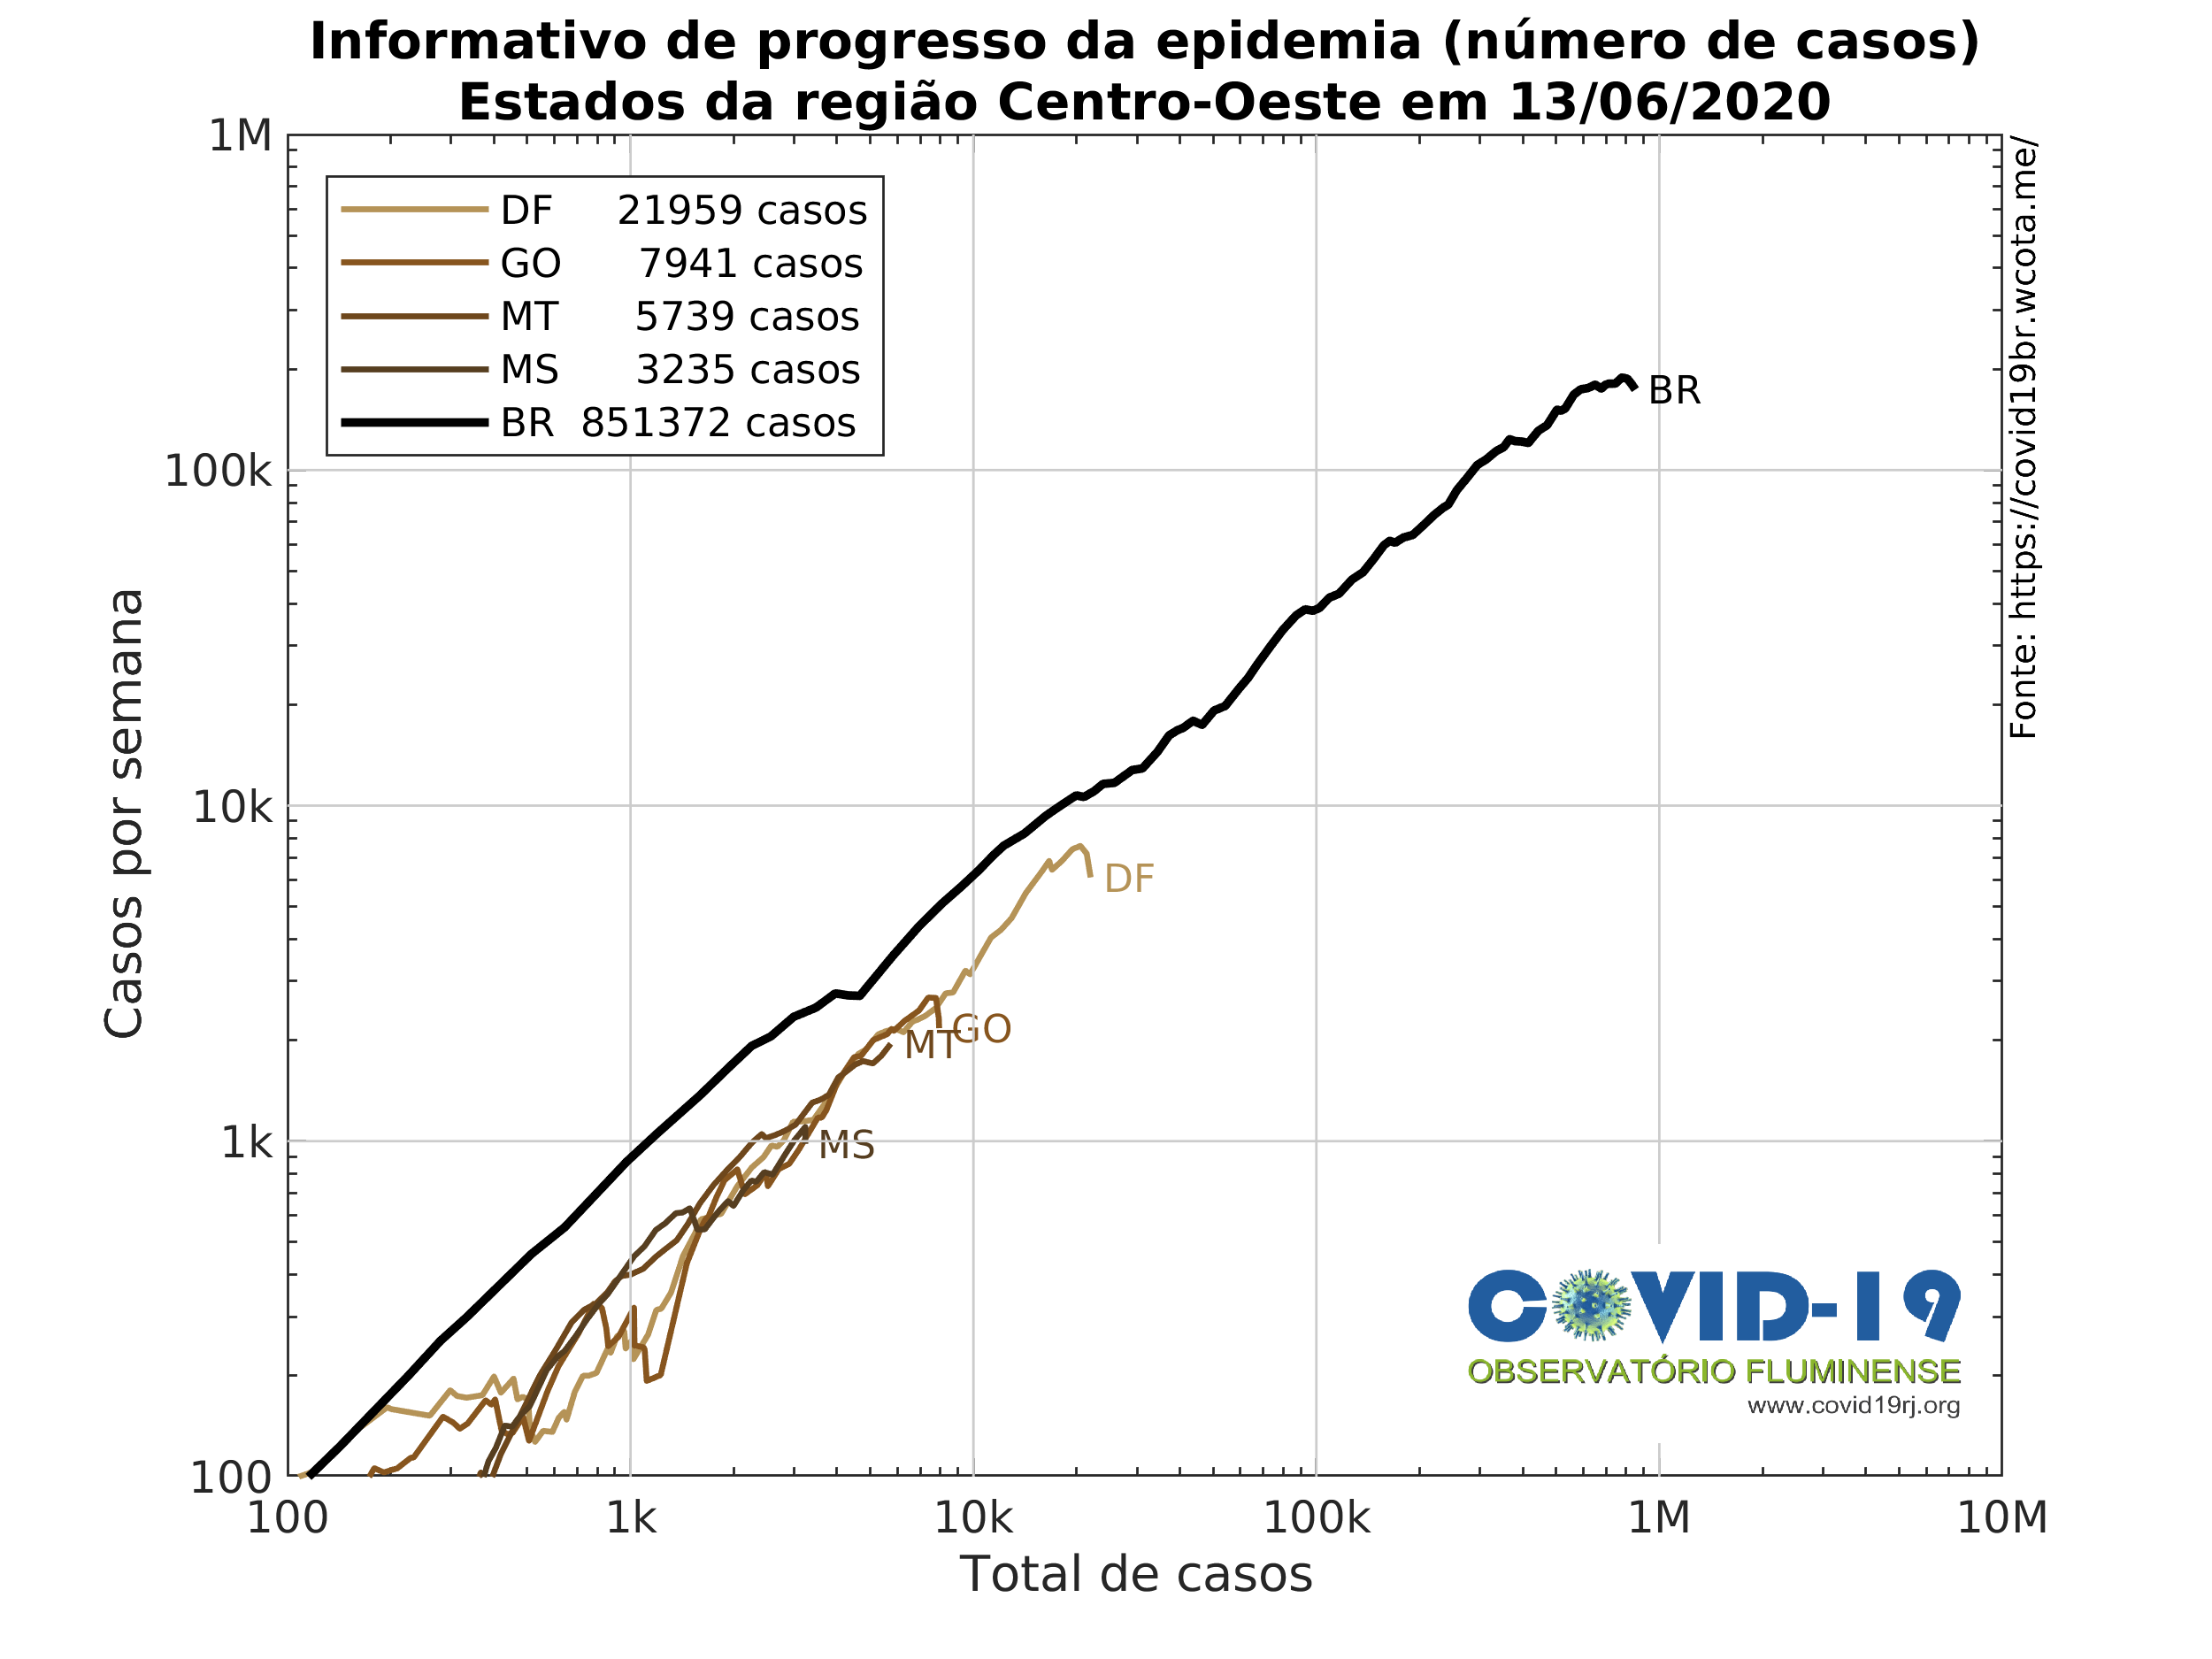 Informativo de progresso da epidemia (número de casos)
Estados da região Centro-Oeste em 13/06/2020
DF 21959 casos
GO 7941 casos
MT 5739 casos
MS 3235 casos
BR 851372 casos
1M
100k
10k
1k
100
Casos por semana
BR
DF
GO
MT
MS
Fonte: https://covid19br.wcota.me/
COVID-19
OBSERVATÓRIO FLUMINENSE
www.covid19rj.org
100 1k 10k 100k 1M 10M
Total de casos